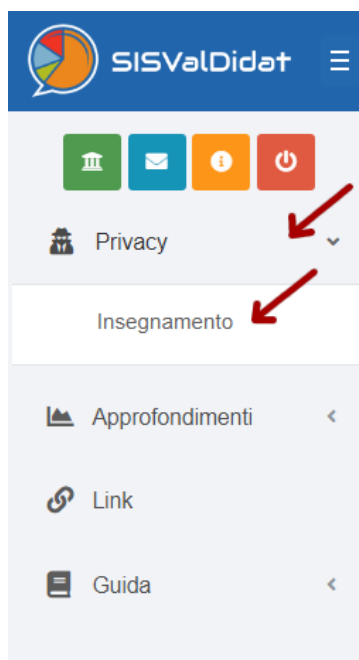 SISValDidat
Privacy
Insegnamento
Approfondimenti
Link
Guida